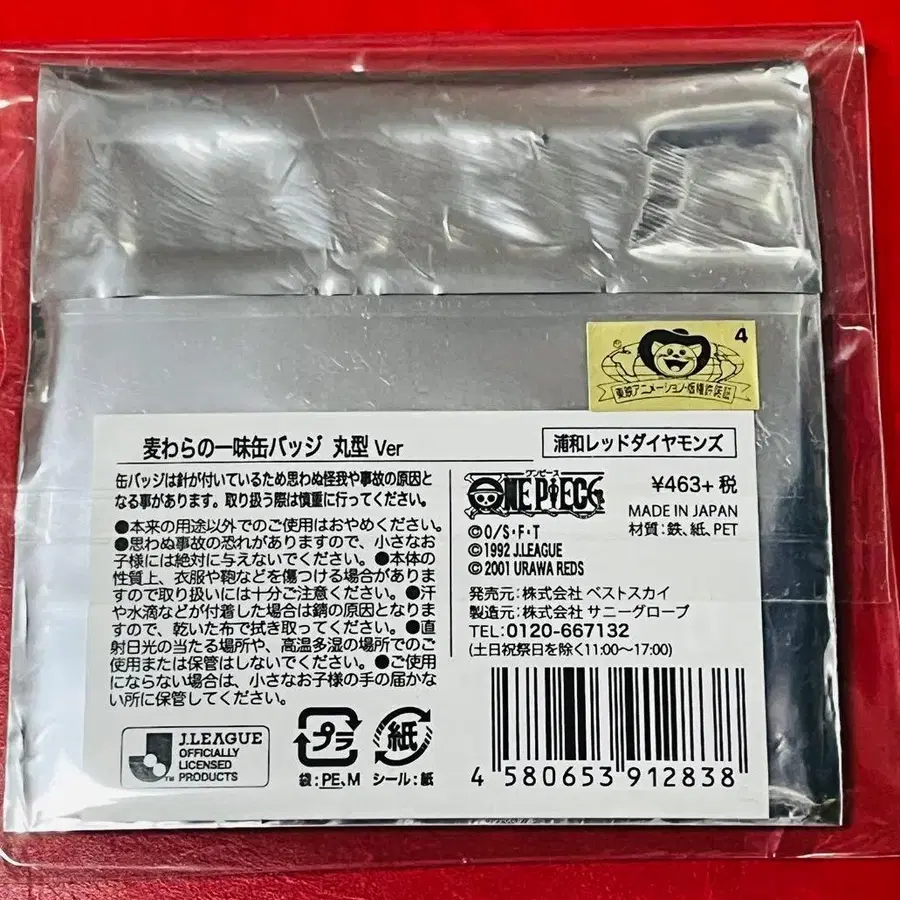 4
東映アニメーション・版権許諾証
麦わらの一味缶バッジ 丸型 Ver
浦和レッドダイヤモンズ
缶バッジは針が付いているため思わぬ怪我や事故の原因と
なる事があります。取り扱う際は慎重に行ってください。
●本来の用途以外でのご使用はおやめください。
●思わぬ事故の恐れがありますので、小さなお
子様には絶対に与えないでください。●本体の
性質上、衣服や鞄などを傷つける場合がありま
すので取り扱いには十分ご注意ください。●汗
や水滴などが付着した場合は錆の原因となりま
すので、乾いた布で拭き取ってください。●直
射日光の当たる場所や、高温多湿の場所でのご
使用または保管はしないでください。●ご使用
にならない場合は、小さなお子様の手の届かな
い所に保管してください。
ワンピース
ONE PIECE
¥463+ 税
MADE IN JAPAN
材質:鉄、紙、PET
©O/S・F・T
©1992 J.LEAGUE
©2001 URAWA REDS
発売元:株式会社 ベストスカイ
製造元:株式会社 サニーグローブ
TEL:0120-667132
(土日祝祭日を除く11:00〜17:00)
J.LEAGUE
OFFICIALLY
LICENSED
PRODUCTS
TM
プラ
袋:PE、M
紙
シール:紙
4 580653 912838